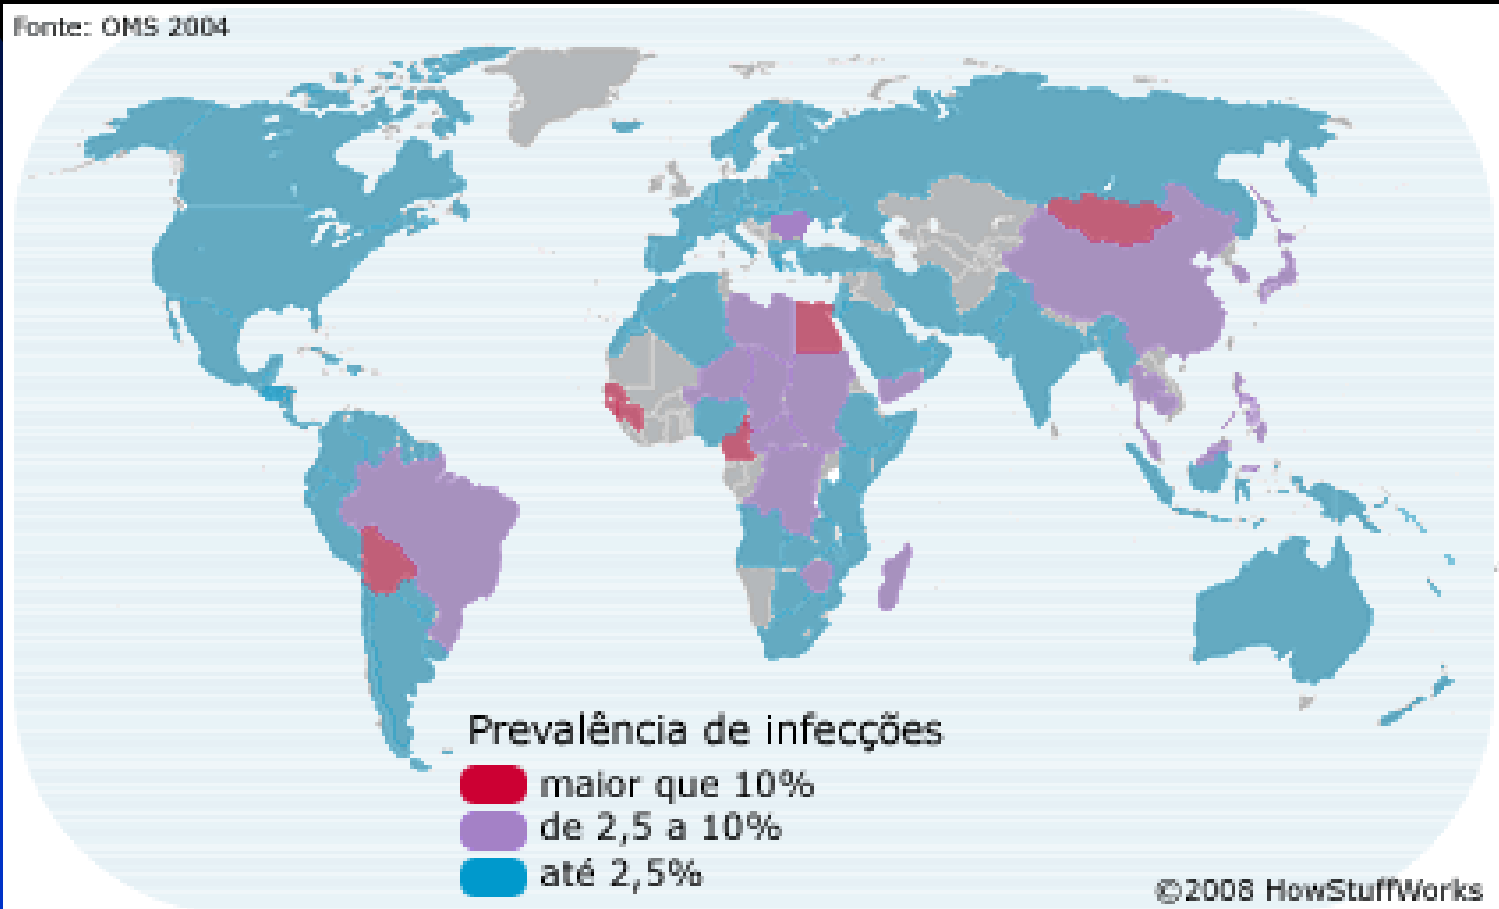 Fonte: OMS 2004
Prevalência de infecções
maior que 10%
de 2,5 a 10%
até 2,5%
©2008 HowStuffWorks